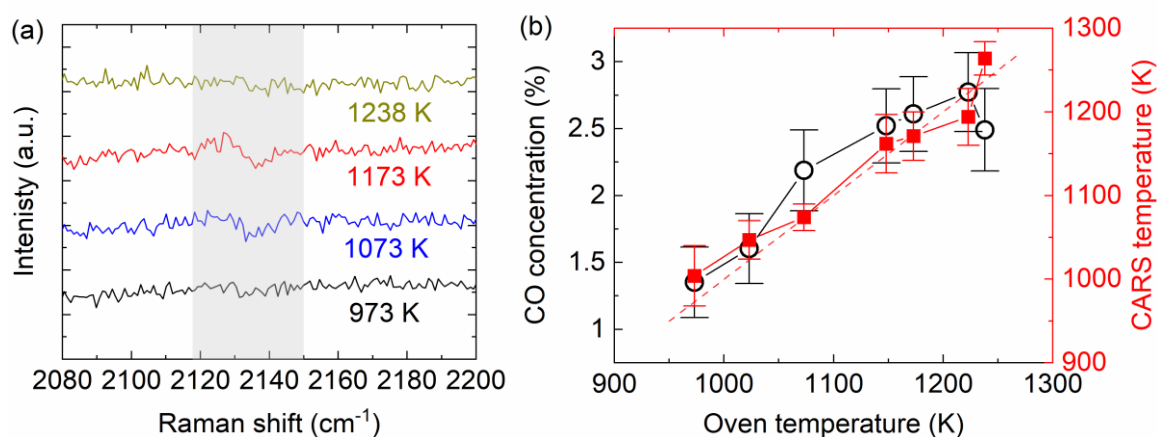 (a)
Intenisty (a.u.)
1238 K
1173 K
1073 K
973 K
2080 2100 2120 2140 2160 2180 2200
Raman shift (cm-1)
(b)
CO concentration (%)
3
2.5
2
1.5
1
900 1000 1100 1200 1300
Oven temperature (K)
1300
1200
1100
1000
900
CARS temperature (K)